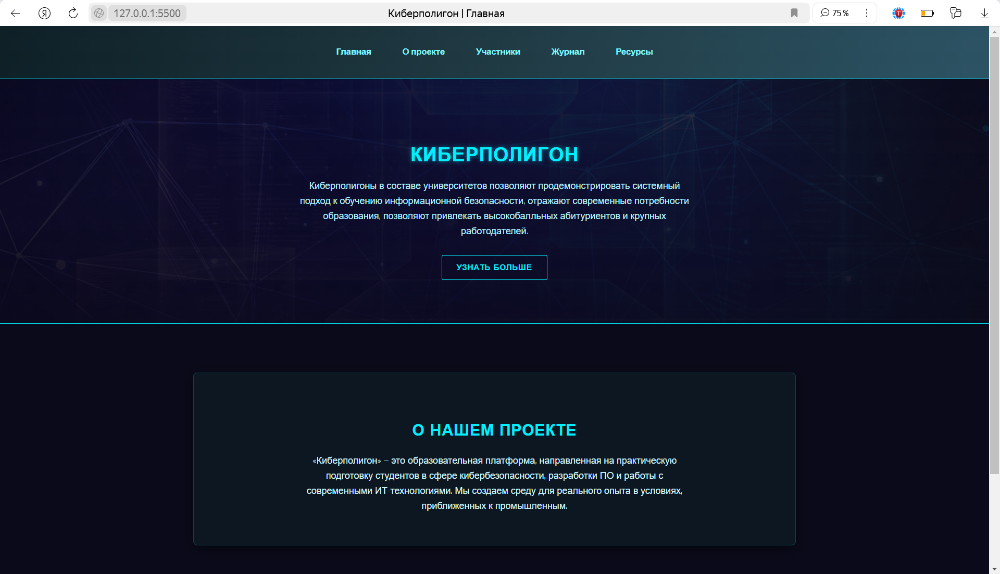 Я
127.0.0.1:5500
Киберполигон | Главная
75 %
Т
Главная
О проекте
Участники
Журнал
Ресурсы
КИБЕРПОЛИГОН
Киберполигоны в составе университетов позволяют продемонстрировать системный
подход к обучению информационной безопасности, отражают современные потребности
образования, позволяют привлекать высокобалльных абитуриентов и крупных
работодателей.
УЗНАТЬ БОЛЬШЕ
О НАШЕМ ПРОЕКТЕ
«Киберполигон» – это образовательная платформа, направленная на практическую
подготовку студентов в сфере кибербезопасности, разработки ПО и работы с
современными ИТ-технологиями. Мы создаем среду для реального опыта в условиях,
приближенных к промышленным.